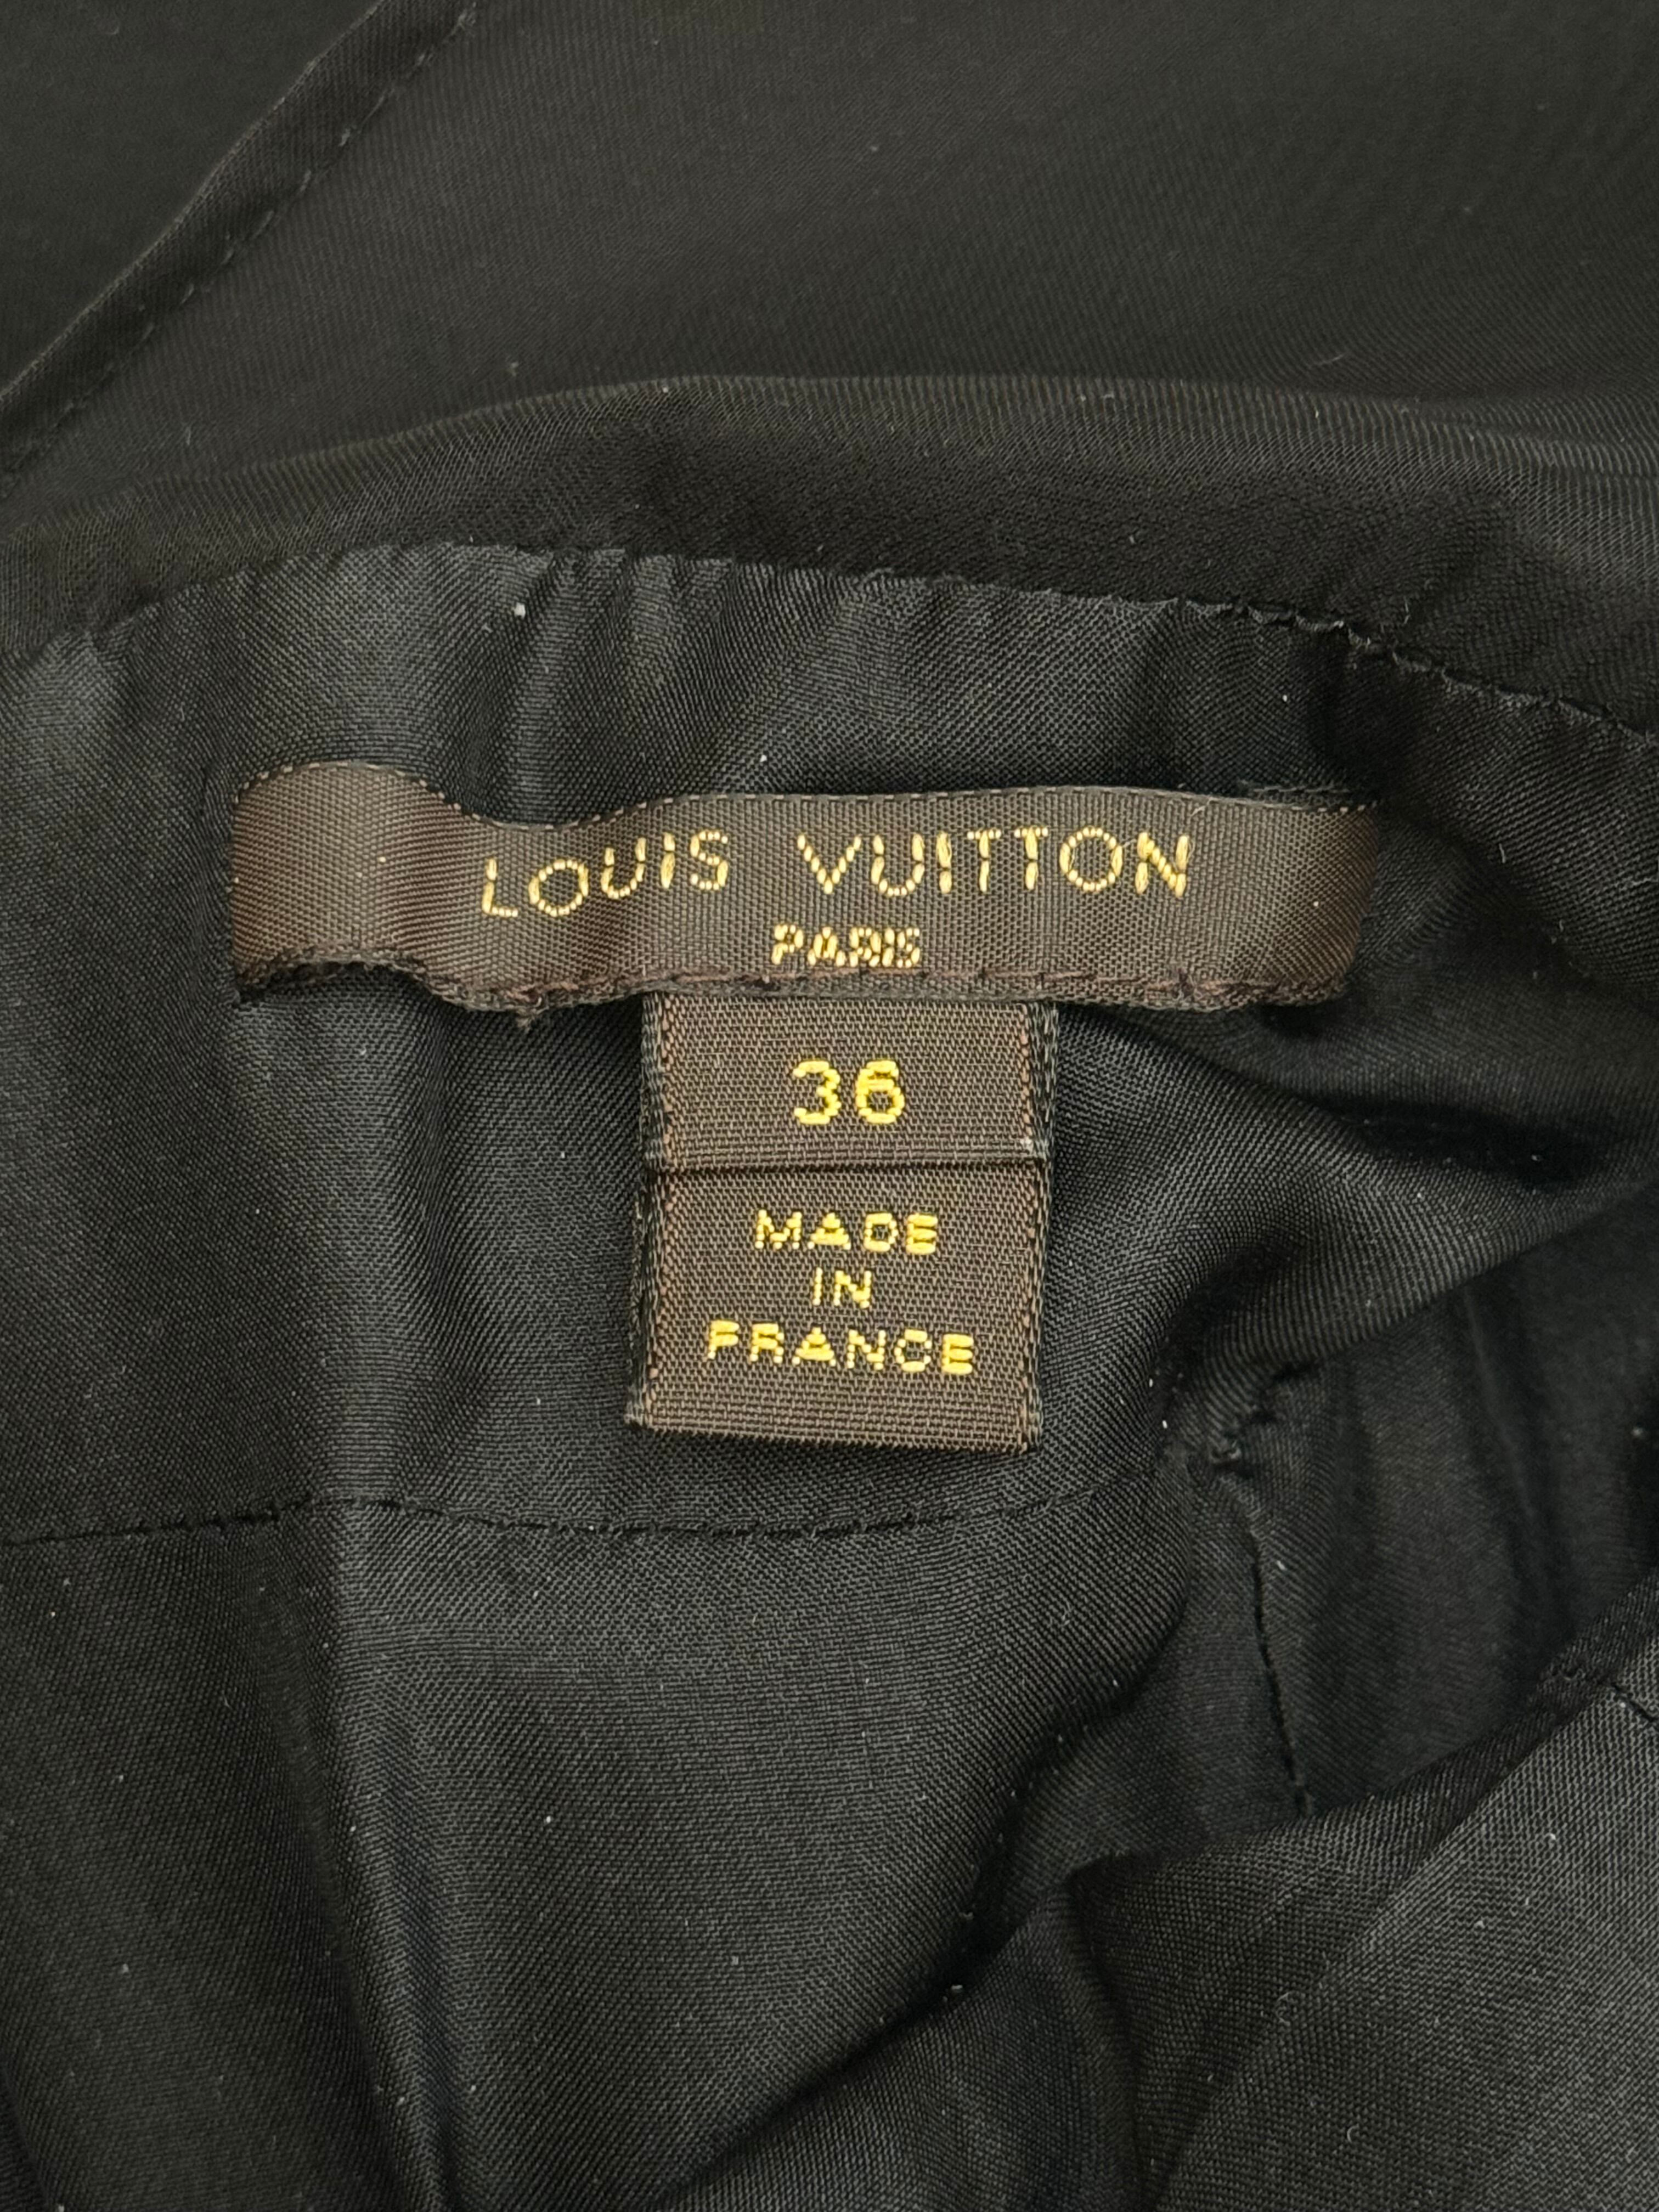 LOUIS VUITTON
PARIS
36
MADE
IN
FRANCE